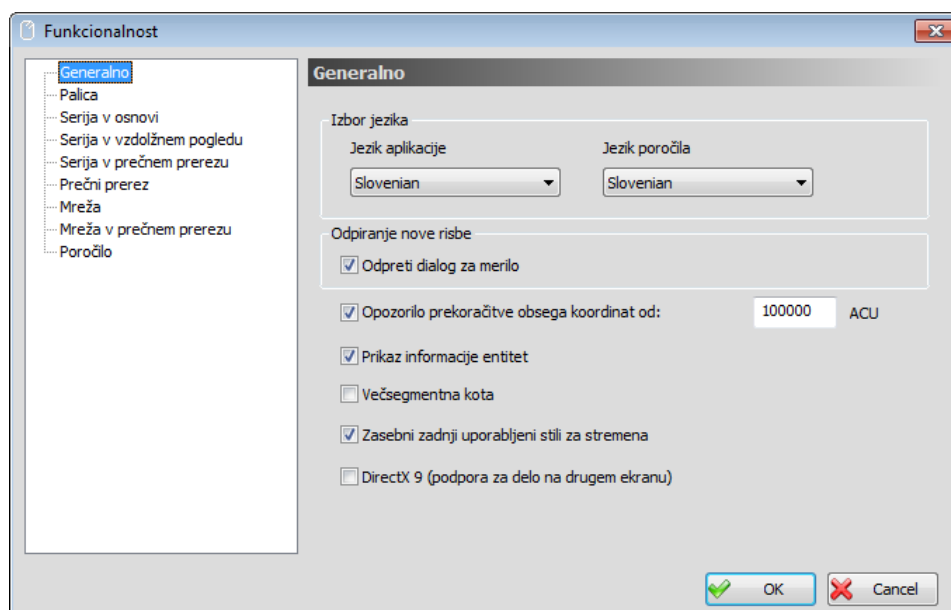 Funkcionalnost
Generalno
Palica
Serija v osnovi
Serija v vzdolžnem pogledu
Serija v prečnem prerezu
Prečni prerez
Mreža
Mreža v prečnem prerezu
Poročilo
Generalno
Izbor jezika
Jezik aplikacije Jezik poročila
Slovenian Slovenian
Odpiranje nove risbe
Odpreti dialog za merilo
Opozorilo prekoračitve obsega koordinat od: 100000 ACU
Prikaz informacije entitet
Večsegmentna kota
Zasebni zadnji uporabljeni stili za stremena
DirectX 9 (podpora za delo na drugem ekranu)
OK Cancel